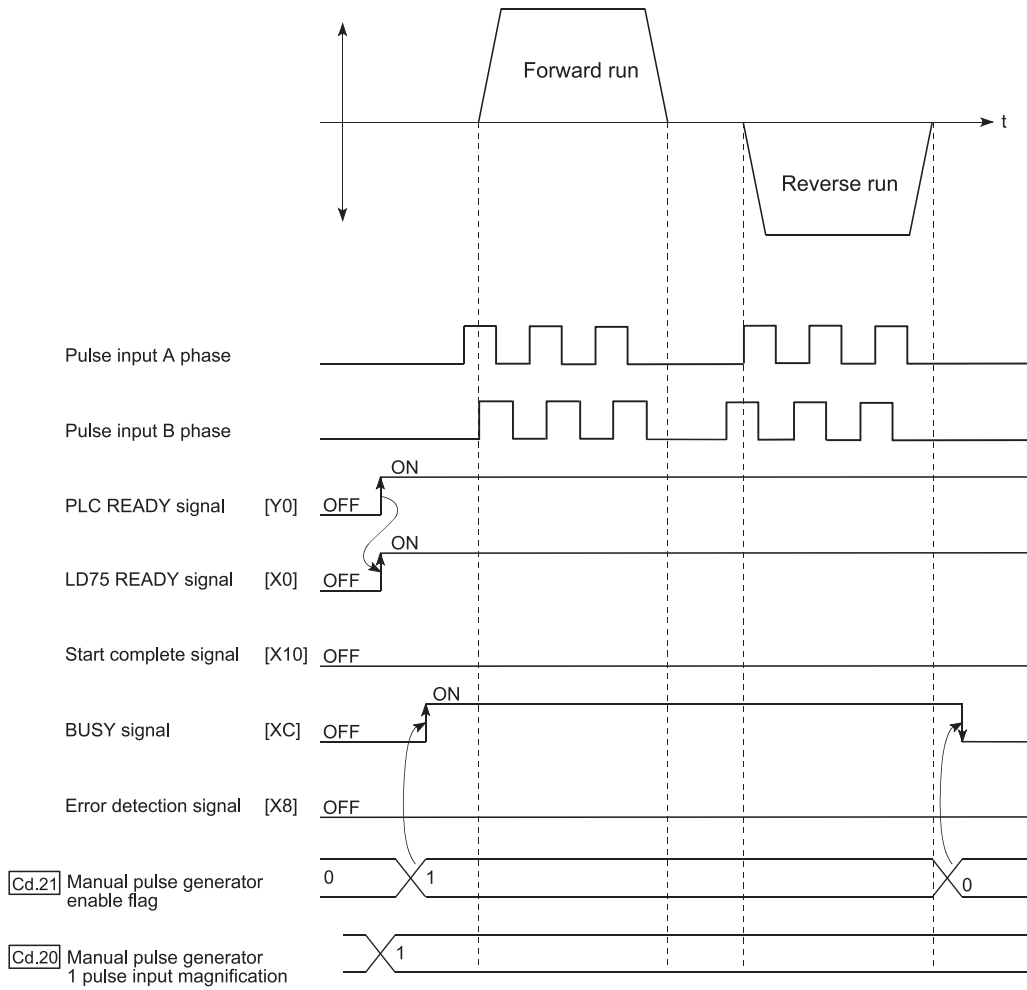 Forward run
t
Reverse run
Pulse input A phase
Pulse input B phase
ON
PLC READY signal [Y0] OFF
ON
LD75 READY signal [X0] OFF
Start complete signal [X10] OFF
ON
BUSY signal [XC] OFF
Error detection signal [X8] OFF
Cd.21 Manual pulse generator 0 1 0
enable flag
Cd.20 Manual pulse generator 1
1 pulse input magnification